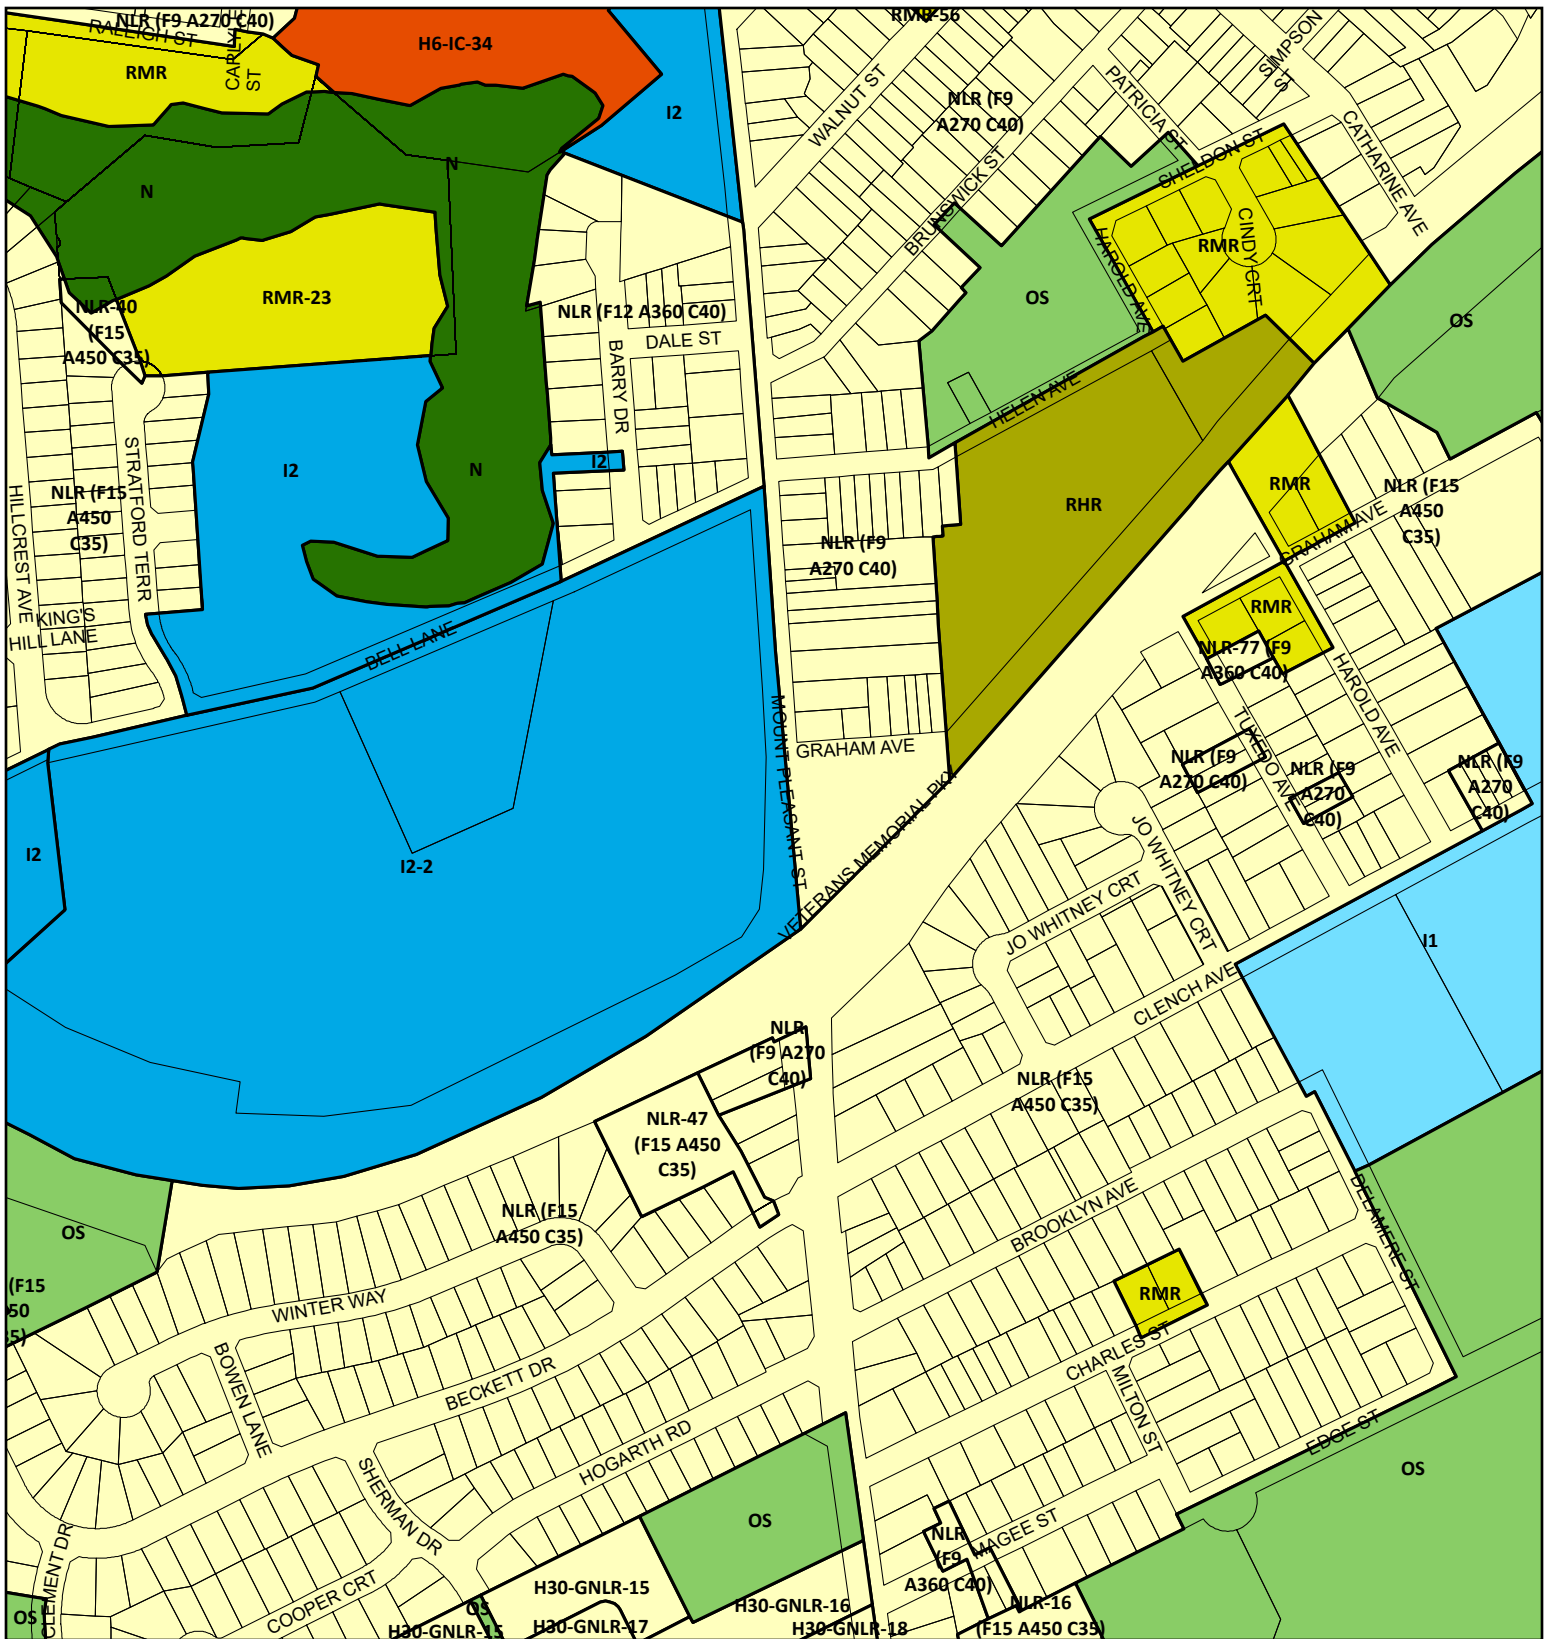 NLR (F9 A270 C40)
RALEIGH ST
CARLYLE
ST
RMR
H6-IC-34
RMR-56
I2
WALNUT ST
NLR (F9
A270 C40)
PATRICIA ST
SIMPSON
ST
CATHARINE AVE
SHELDON ST
BRUNSWICK ST
N
N
RMR
CINDY CRT
HAROLD AVE
OS
OS
RMR-23
NLR-40
(F15
A450 C35)
NLR (F12 A360 C40)
DALE ST
BARRY DR
HELEN AVE
STRATFORD TERR
HILLCREST AVE
NLR (F15
A450
C35)
I2
N
I2
RHR
RMR
NLR (F15
A450
C35)
GRAHAM AVE
NLR (F9
A270 C40)
KING'S
HILL LANE
BELL LANE
RMR
NLR-77 (F9
A360 C40)
HAROLD AVE
TUXEDO AVE
MOUNT PLEASANT ST
GRAHAM AVE
NLR (F9
A270 C40)
NLR (F9
A270
C40)
NLR (F9
A270
C40)
VETERANS MEMORIAL PKY
I2
I2-2
JO WHITNEY CRT
JO WHITNEY CRT
I1
CLENCH AVE
NLR
(F9 A270
C40)
NLR (F15
A450 C35)
NLR-47
(F15 A450
C35)
NLR (F15
A450 C35)
BROOKLYN AVE
DELAMERE ST
OS
(F15
50
5)
WINTER WAY
RMR
CHARLES ST
BOWEN LANE
BECKETT DR
MILTON ST
HOGARTH RD
EDGE ST
SHERMAN DR
OS
OS
CLEMENT DR
MAGEE ST
NLR
(F9
A360 C40)
COOPER CRT
H30-GNLR-15
H30-GNLR-16
NLR-16
(F15 A450 C35)
OS
OS
H30-GNLR-15
H30-GNLR-17
H30-GNLR-18